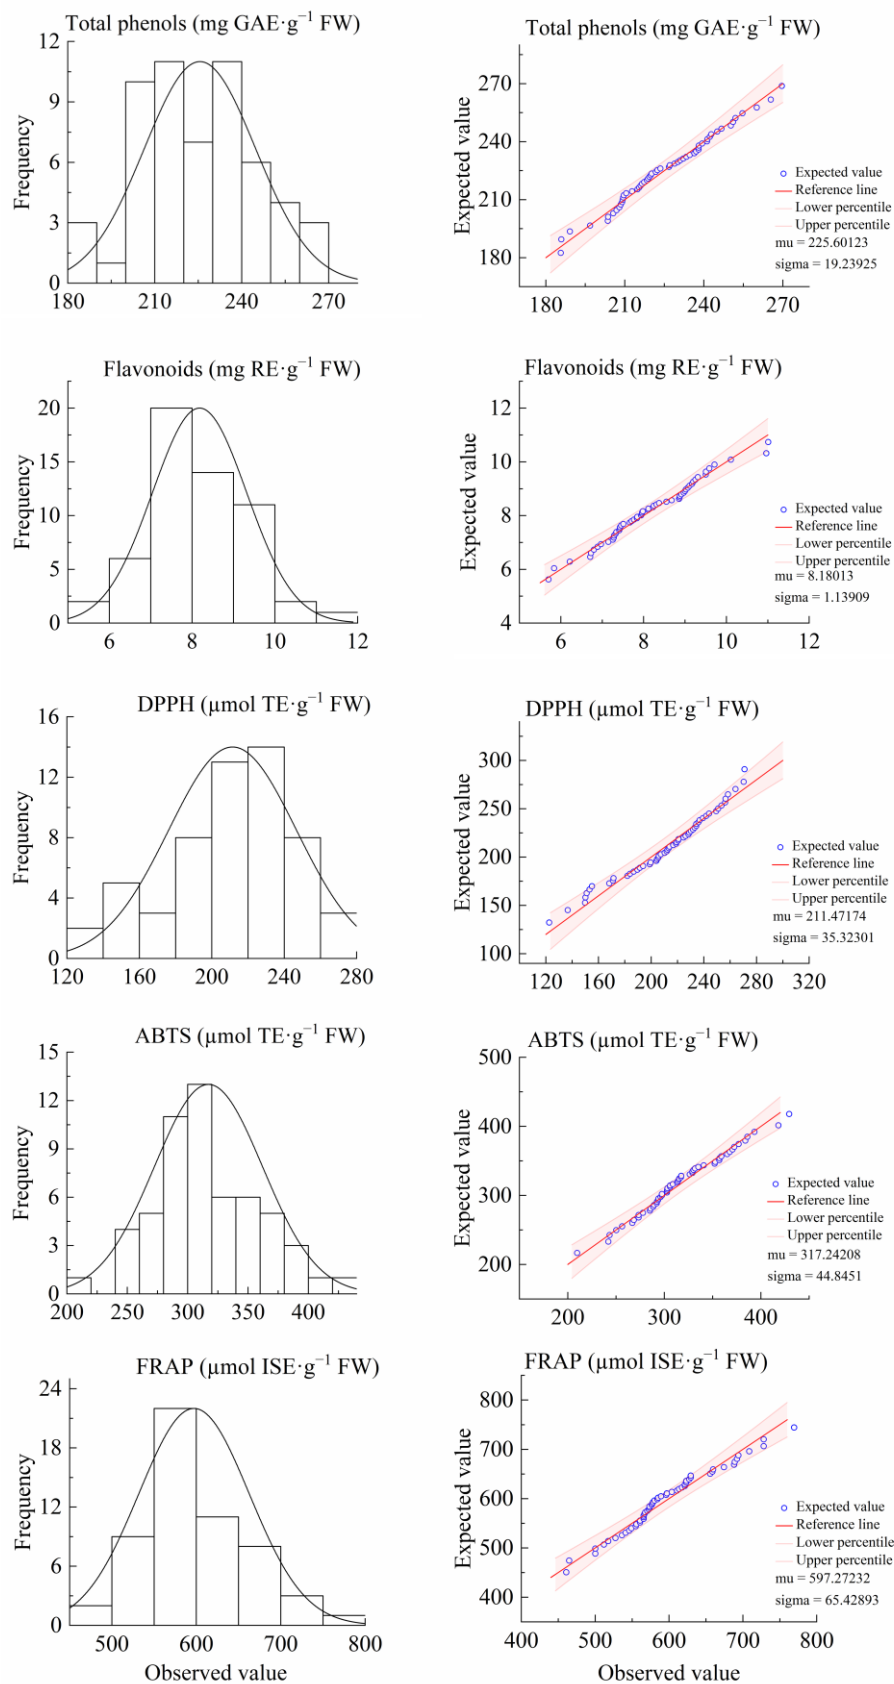 Total phenols (mg GAE·g⁻¹ FW)
12
9
6
3
0
180 210 240 270
Frequency
Total phenols (mg GAE·g⁻¹ FW)
270
240
210
180
180 210 240 270
Expected value
Expected value
Reference line
Lower percentile
Upper percentile
mu = 225.60123
sigma = 19.23925
Flavonoids (mg RE·g⁻¹ FW)
20
15
10
5
0
6 8 10 12
Frequency
Flavonoids (mg RE·g⁻¹ FW)
12
10
8
6
4
6 8 10 12
Expected value
Expected value
Reference line
Lower percentile
Upper percentile
mu = 8.18013
sigma = 1.13909
DPPH (µmol TE·g⁻¹ FW)
16
12
8
4
0
120 160 200 240 280
Frequency
DPPH (µmol TE·g⁻¹ FW)
300
250
200
150
100
120 160 200 240 280 320
Expected value
Expected value
Reference line
Lower percentile
Upper percentile
mu = 211.47174
sigma = 35.32301
ABTS (µmol TE·g⁻¹ FW)
15
12
9
6
3
0
200 250 300 350 400
Frequency
ABTS (µmol TE·g⁻¹ FW)
500
400
300
200
200 300 400
Expected value
Expected value
Reference line
Lower percentile
Upper percentile
mu = 317.24208
sigma = 44.8451
FRAP (µmol ISE·g⁻¹ FW)
24
18
12
6
0
500 600 700 800
Frequency
Observed value
FRAP (µmol ISE·g⁻¹ FW)
800
700
600
500
400
400 500 600 700 800
Expected value
Expected value
Reference line
Lower percentile
Upper percentile
mu = 597.27232
sigma = 65.42893
Observed value